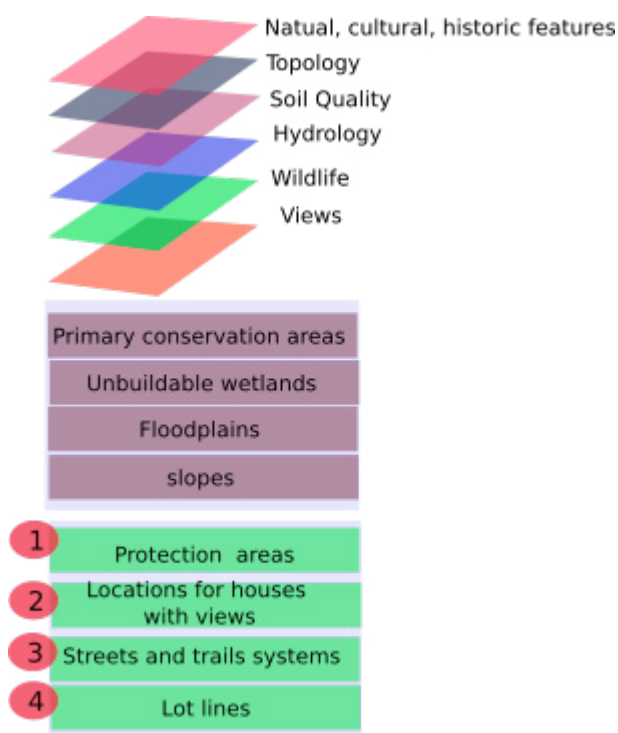 Natual, cultural, historic features
Topology
Soil Quality
Hydrology
Wildlife
Views
Primary conservation areas
Unbuildable wetlands
Floodplains
slopes
1
Protection areas
2
Locations for houses
with views
3
Streets and trails systems
4
Lot lines